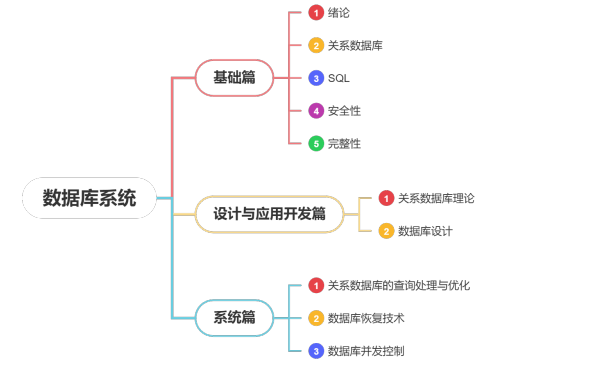 数据库系统
基础篇
1 绪论
2 关系数据库
3 SQL
4 安全性
5 完整性
设计与应用开发篇
1 关系数据库理论
2 数据库设计
系统篇
1 关系数据库的查询处理与优化
2 数据库恢复技术
3 数据库并发控制